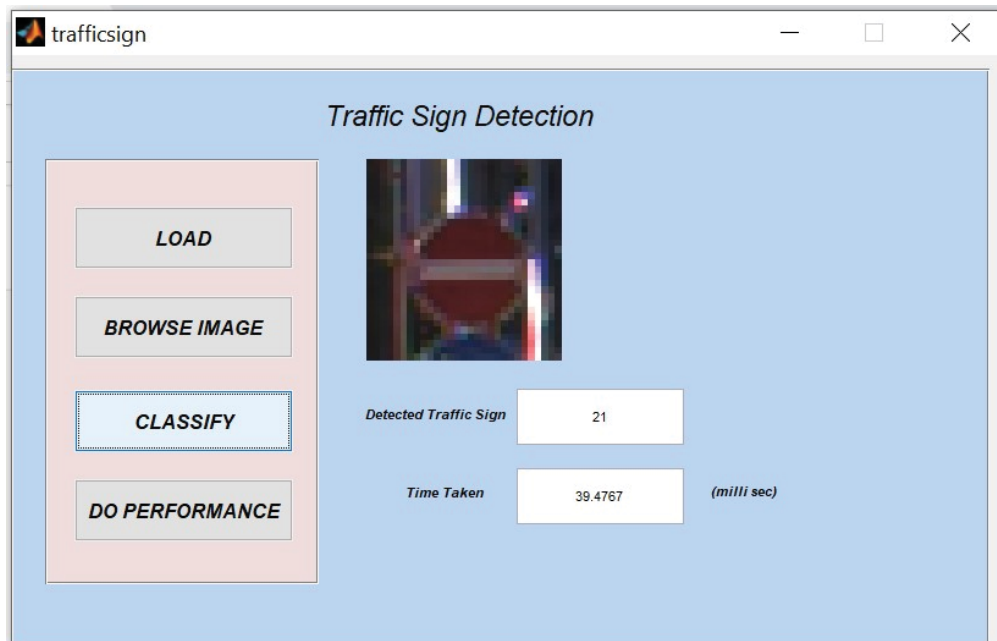 trafficsign
Traffic Sign Detection
LOAD
BROWSE IMAGE
CLASSIFY
DO PERFORMANCE
Detected Traffic Sign 21
Time Taken 39.4767 (milli sec)